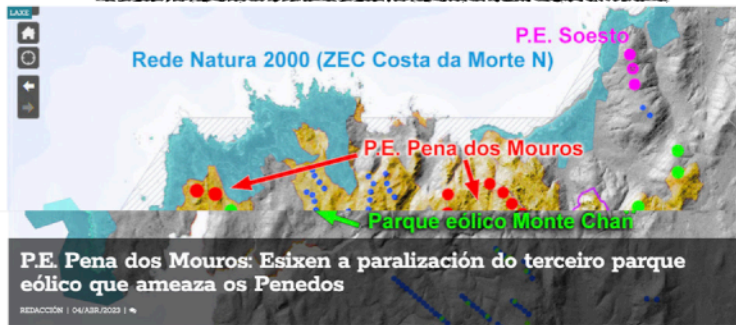 LAXE
P.E. Soesto
Rede Natura 2000 (ZEC Costa da Morte N)
P.E. Pena dos Mouros
Parque eólico Monte Chan
P.E. Pena dos Mouros: Esixen a paralización do terceiro parque
eólico que ameaza os Penedos
REDACCIÓN | 04/ABR/2023 |